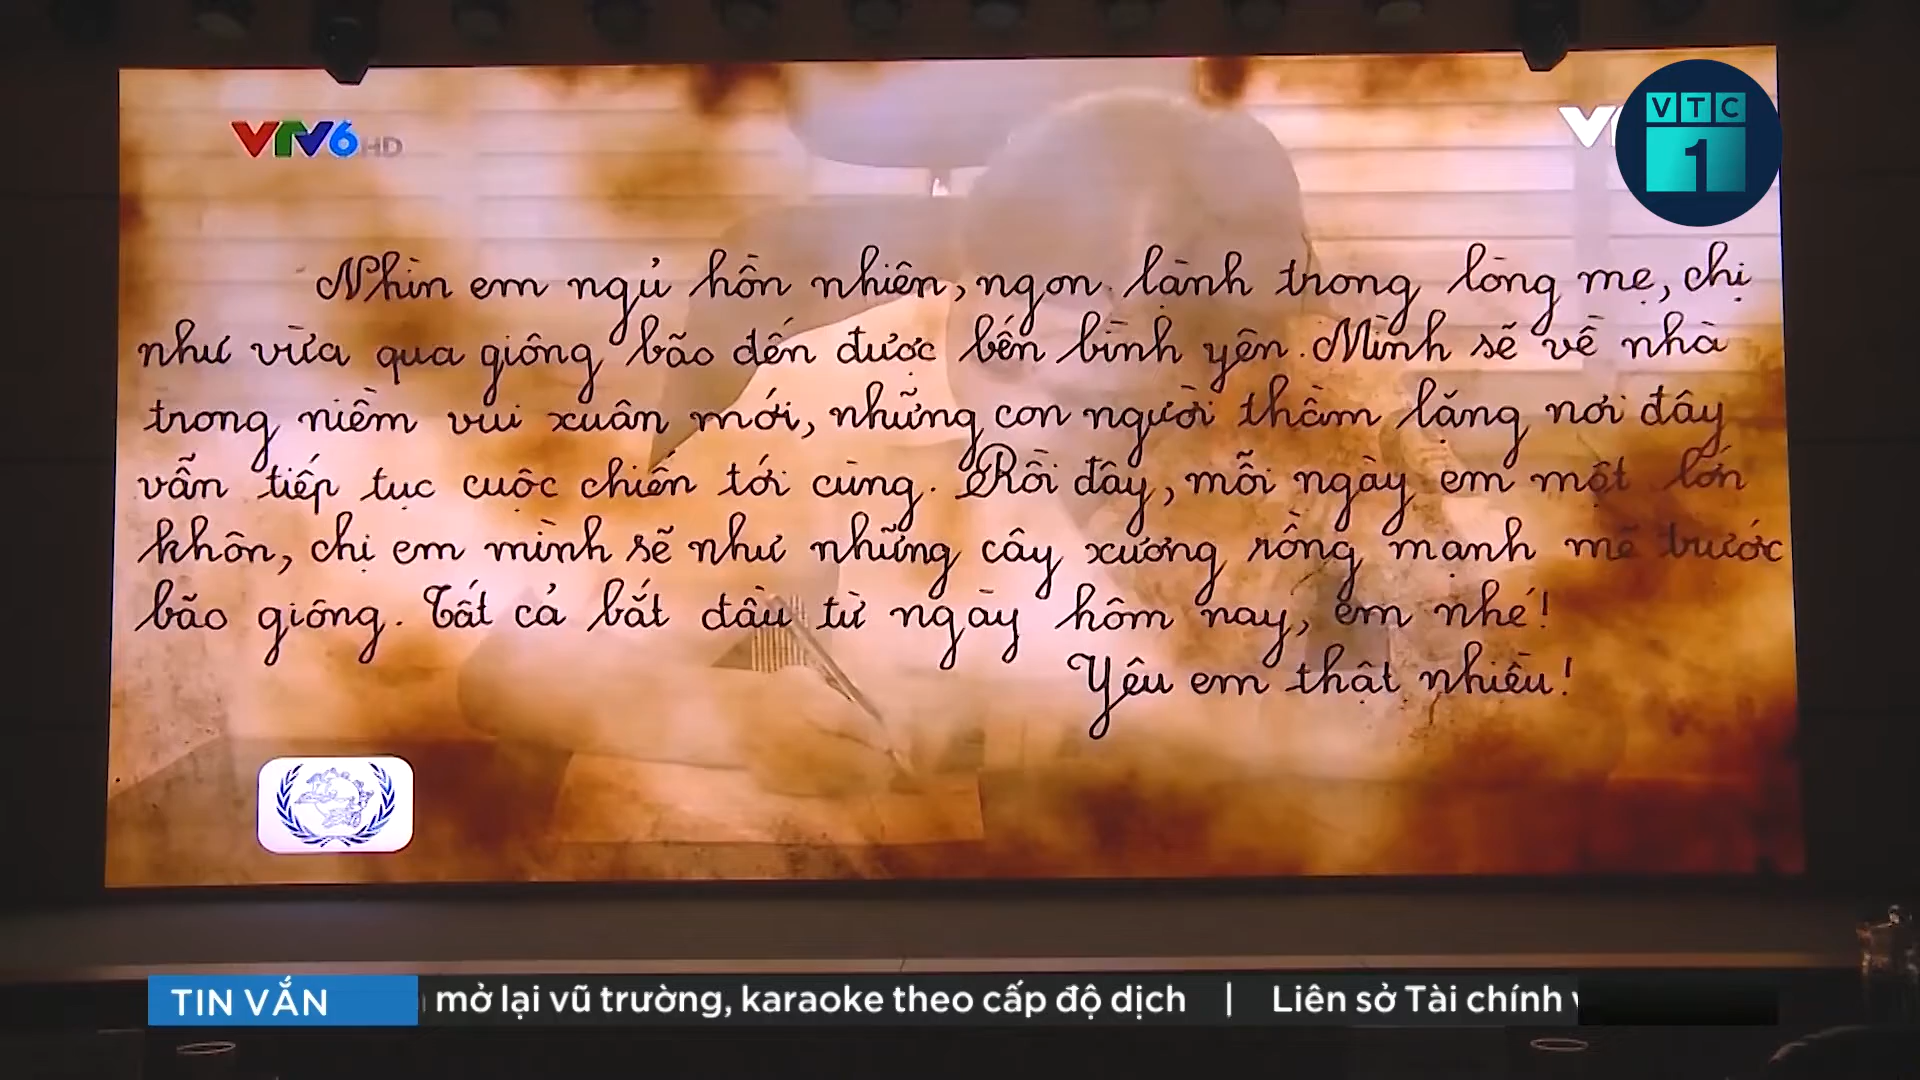 VTV6 HD
VTC
1
Nhìn em ngủ hồn nhiên, ngon lành trong lòng mẹ, chị
như vừa qua giông bão đến được bến bình yên. Mình sẽ về nhà
trong niềm vui xuân mới, những con người thầm lặng nơi đây
vẫn tiếp tục cuộc chiến tới cùng. Rồi đây, mỗi ngày em một lớn
khôn, chị em mình sẽ như những cây xương rồng mạnh mẽ trước
bão giông. Tất cả bắt đầu từ ngày hôm nay, em nhé!
Yêu em thật nhiều!
TIN VẮN
mở lại vũ trường, karaoke theo cấp độ dịch | Liên sở Tài chính